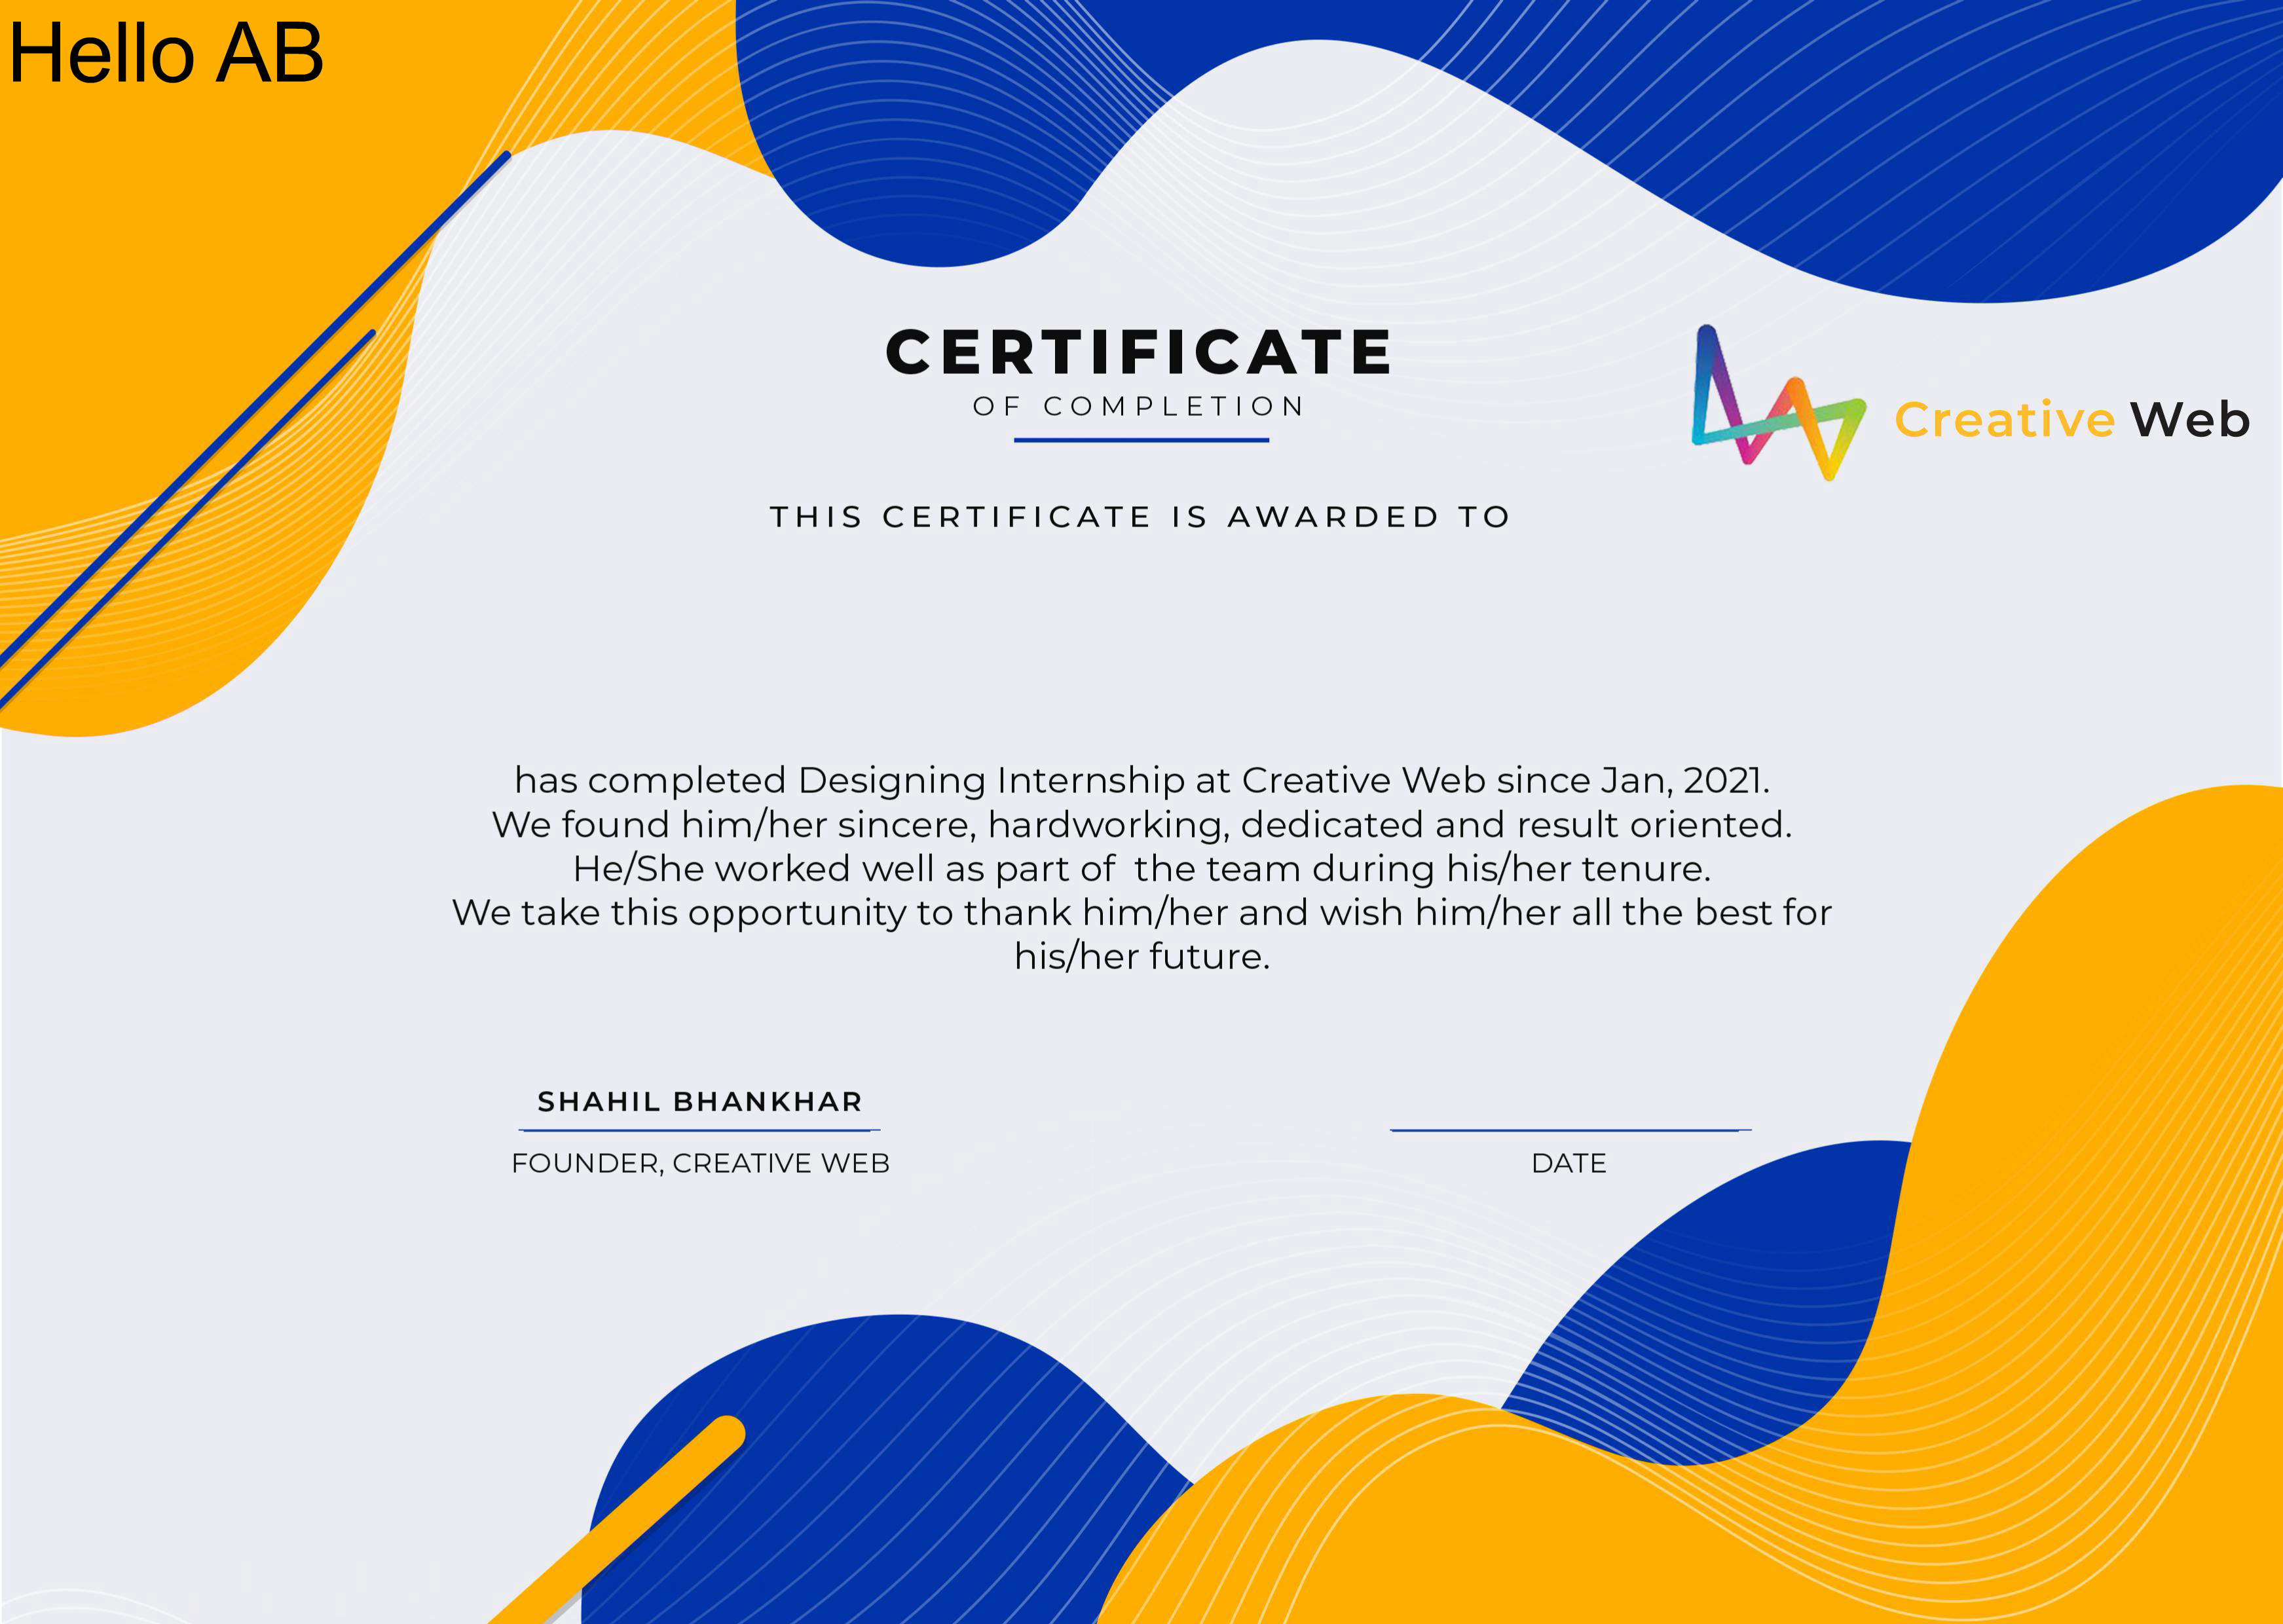 Hello AB
CERTIFICATE
OF COMPLETION
Creative Web
THIS CERTIFICATE IS AWARDED TO
has completed Designing Internship at Creative Web since Jan, 2021.
We found him/her sincere, hardworking, dedicated and result oriented.
He/She worked well as part of  the team during his/her tenure.
We take this opportunity to thank him/her and wish him/her all the best for
his/her future.
SHAHIL BHANKHAR
FOUNDER, CREATIVE WEB
DATE